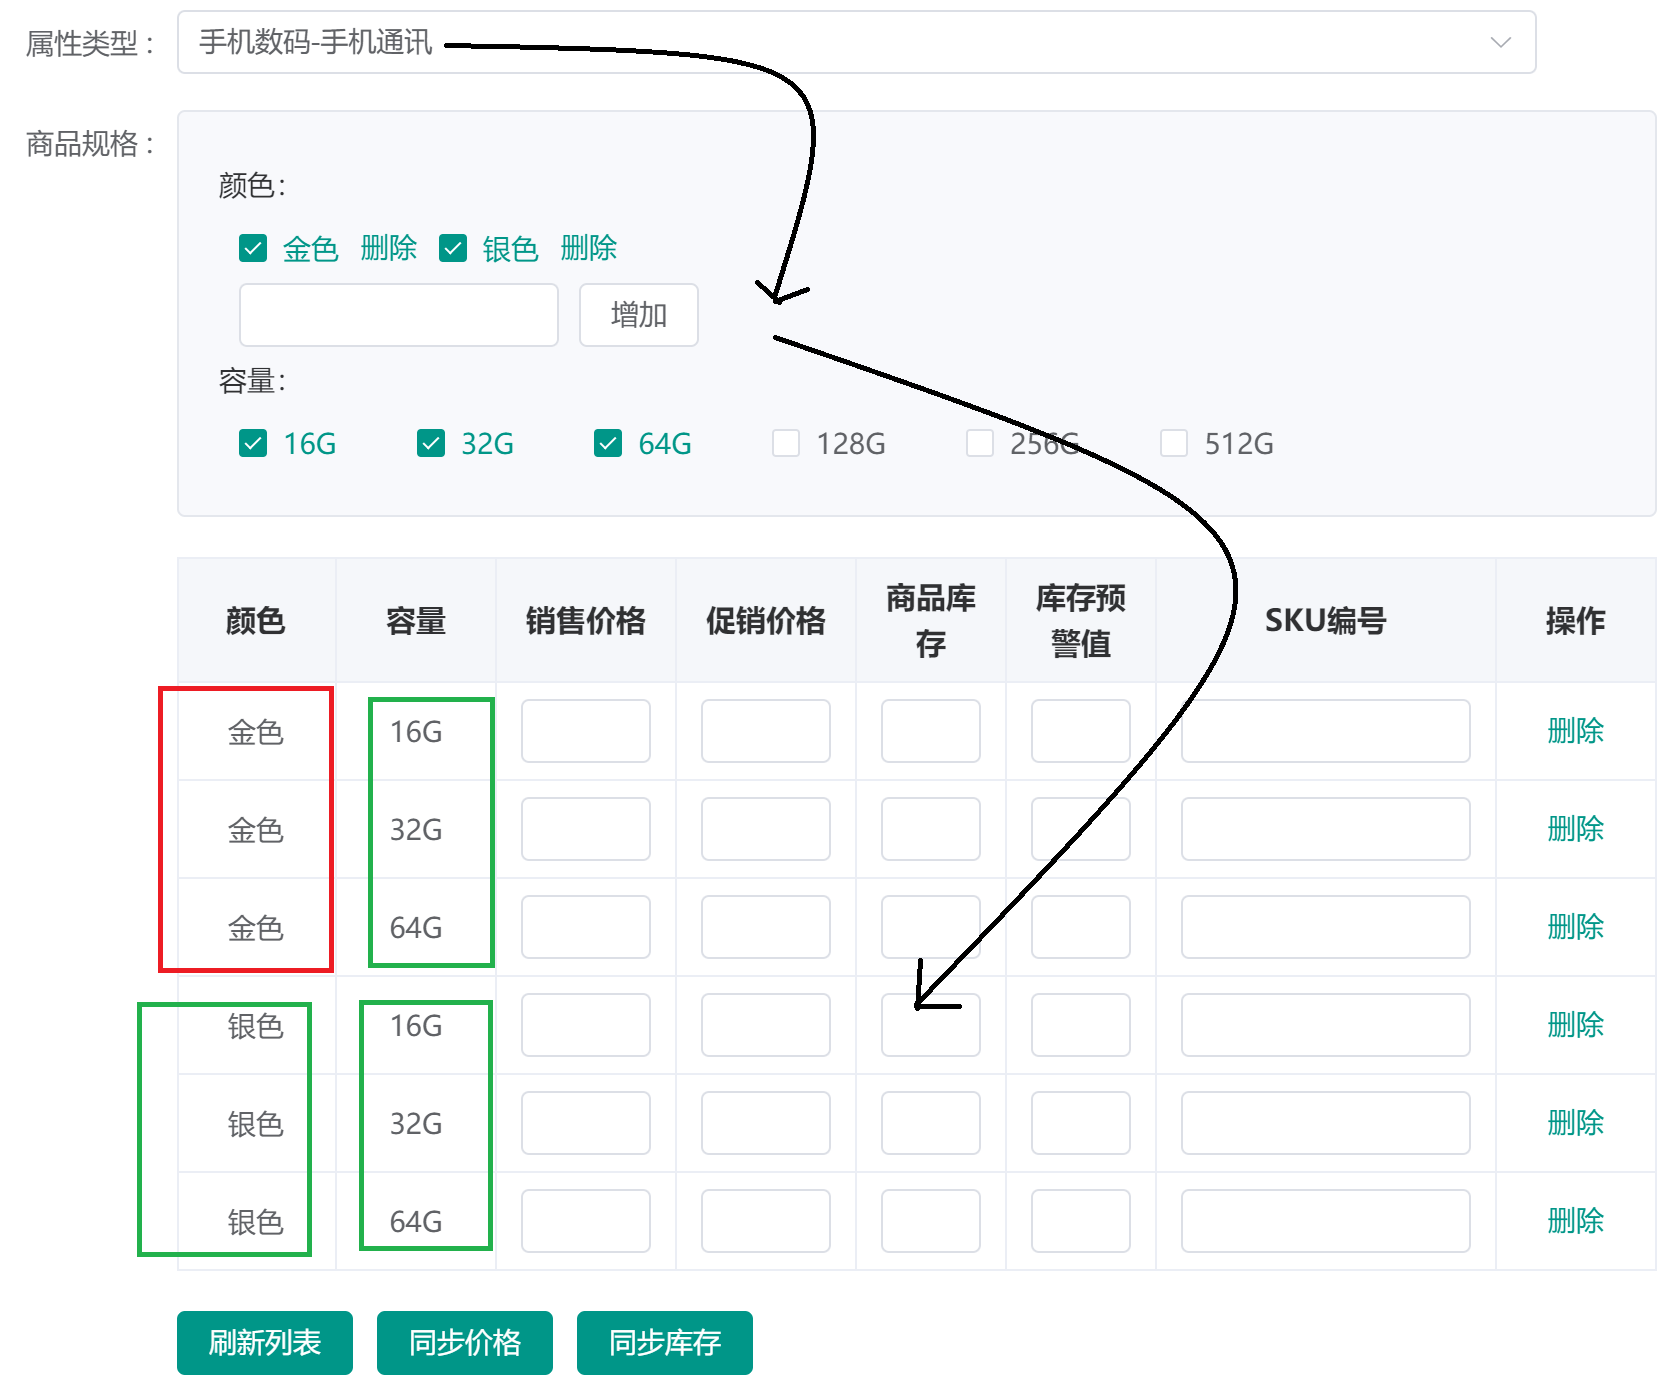 属性类型： 手机数码-手机通讯
商品规格：
颜色：
金色 删除 银色 删除
增加
容量：
16G 32G 64G 128G 256G 512G
颜色 容量 销售价格 促销价格 商品库存 库存预警值 SKU编号 操作
金色 16G 删除
金色 32G 删除
金色 64G 删除
银色 16G 删除
银色 32G 删除
银色 64G 删除
刷新列表 同步价格 同步库存